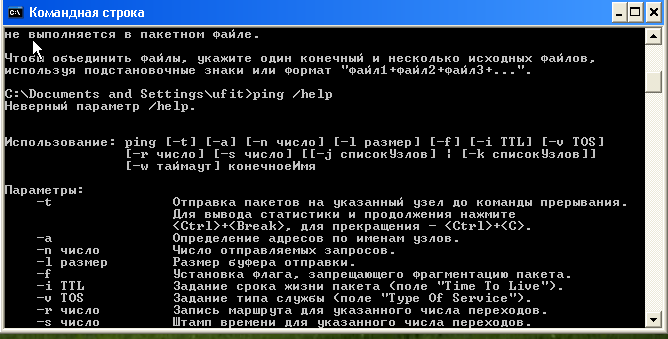 Командная строка
не выполняется в пакетном файле.
Чтобы объединить файлы, укажите один конечный и несколько исходных файлов,
используя подстановочные знаки или формат "файл1+файл2+файл3+...".
C:\Documents and Settings\ufit>ping /help
Неверный параметр /help.
Использование: ping [-t] [-a] [-n число] [-l размер] [-f] [-i TTL] [-v TOS]
[-r число] [-s число] [[-j списокУзлов] | [-k списокУзлов]]
[-w таймаут] конечноеИмя
Параметры:
-t Отправка пакетов на указанный узел до команды прерывания.
Для вывода статистики и продолжения нажмите
<Ctrl>+<Break>, для прекращения - <Ctrl>+<C>.
-a Определение адресов по именам узлов.
-n число Число отправляемых запросов.
-l размер Размер буфера отправки.
-f Установка флага, запрещающего фрагментацию пакета.
-i TTL Задание срока жизни пакета (поле "Time To Live").
-v TOS Задание типа службы (поле "Type Of Service").
-r число Запись маршрута для указанного числа переходов.
-s число Штамп времени для указанного числа переходов.